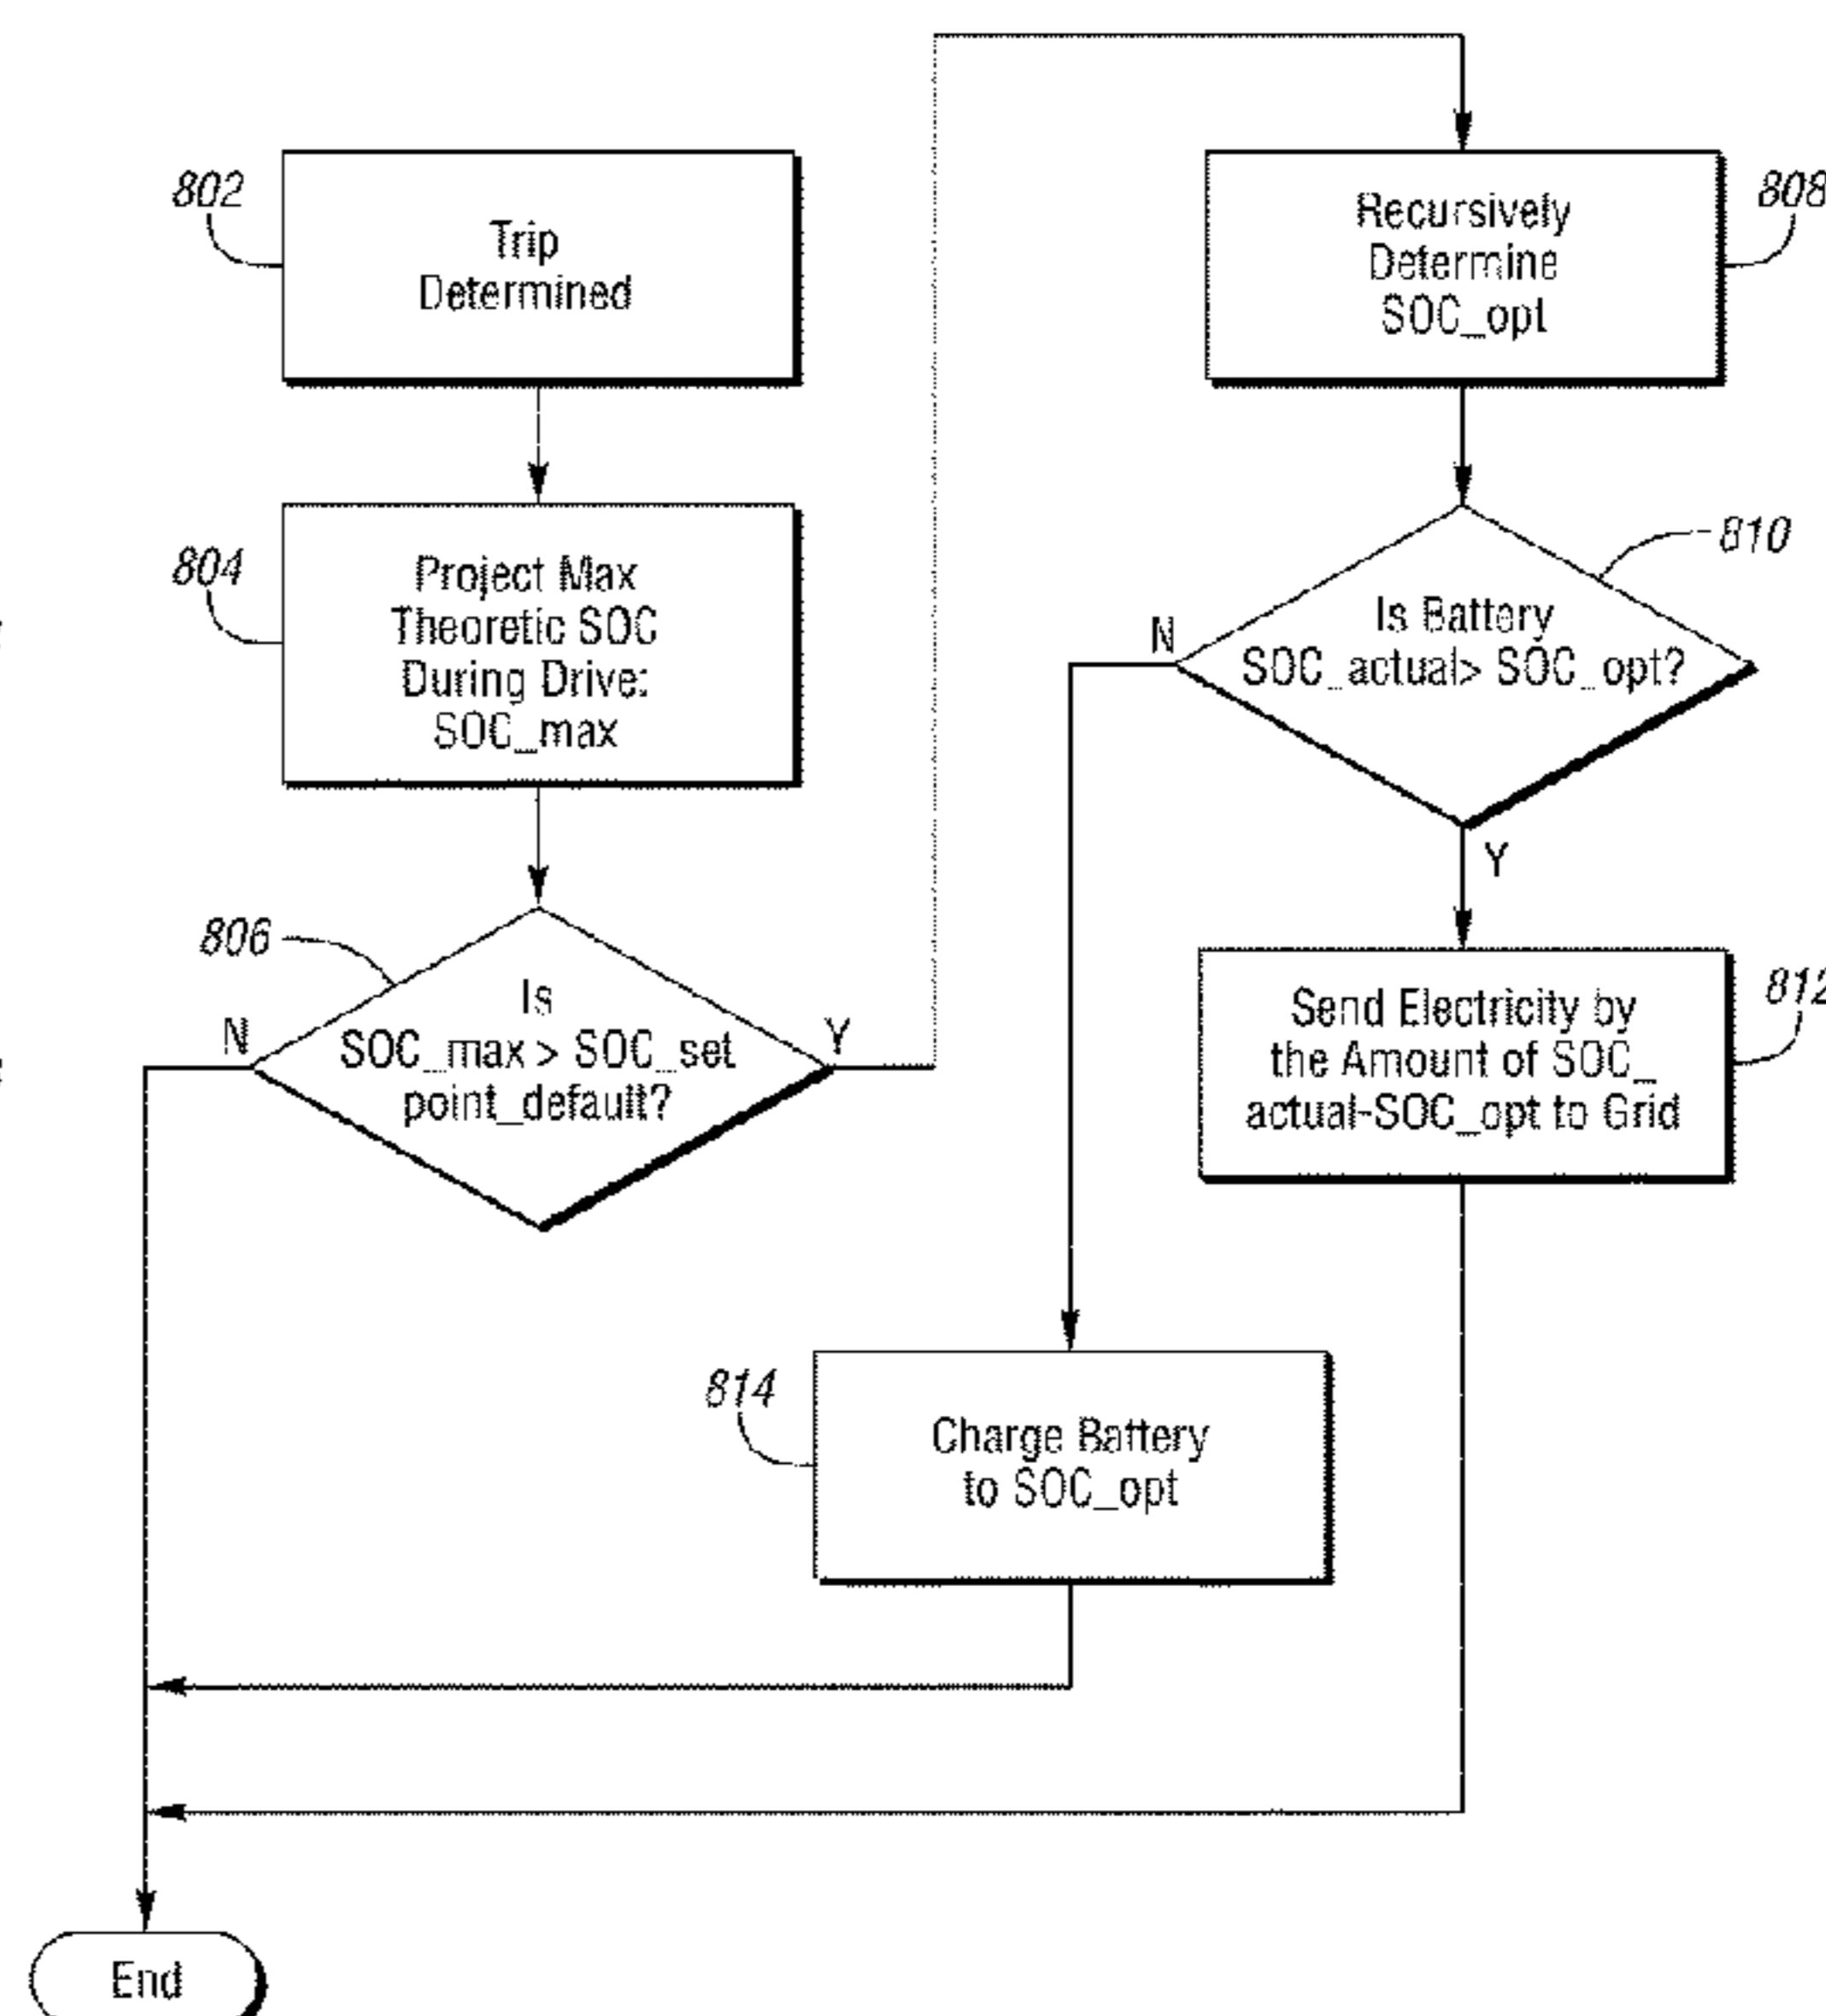 802
Trip
Determined
804
Project Max
Theoretic SOC
During Drive:
SOC_max
806
Is
SOC_max > SOC_set
point_default?
N
Y
808
Recursively
Determine
SOC_opt
810
Is Battery
SOC_actual> SOC_opt?
N
Y
812
Send Electricity by
the Amount of SOC_
actual-SOC_opt to Grid
814
Charge Battery
to SOC_opt
End